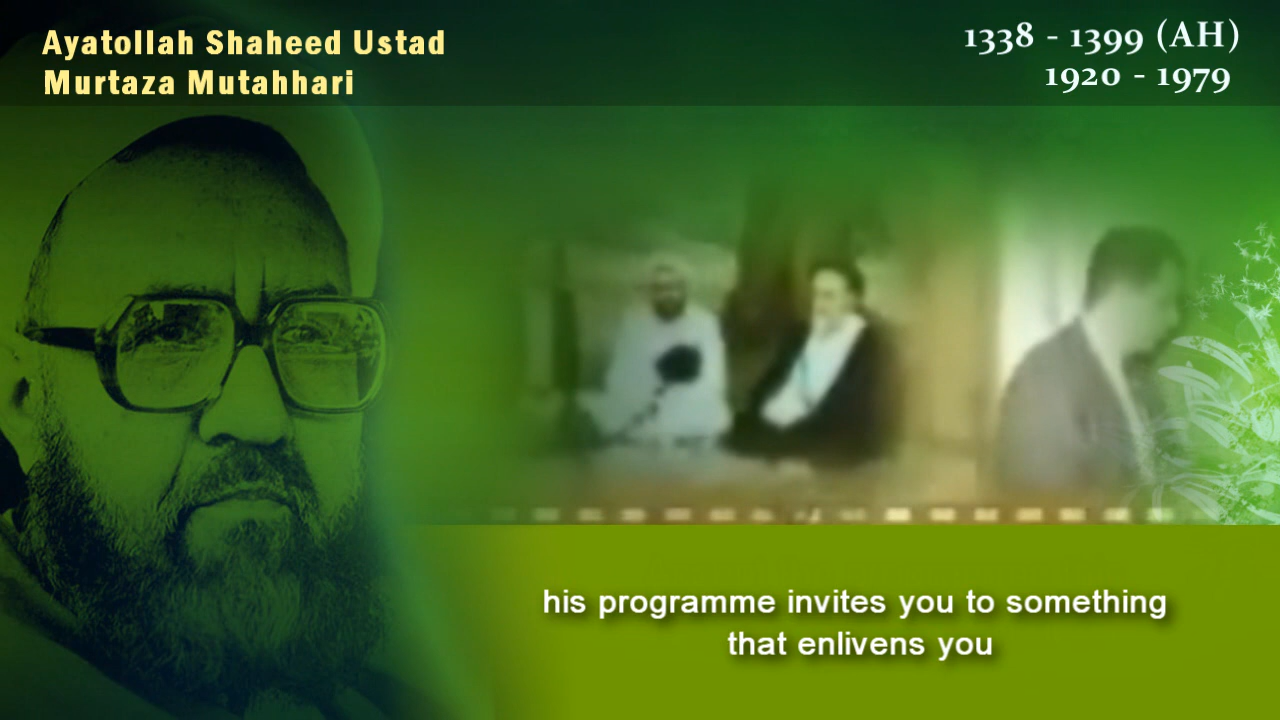 Ayatollah Shaheed Ustad
Murtaza Mutahhari
1338 - 1399 (AH)
1920 - 1979
his programme invites you to something
that enlivens you